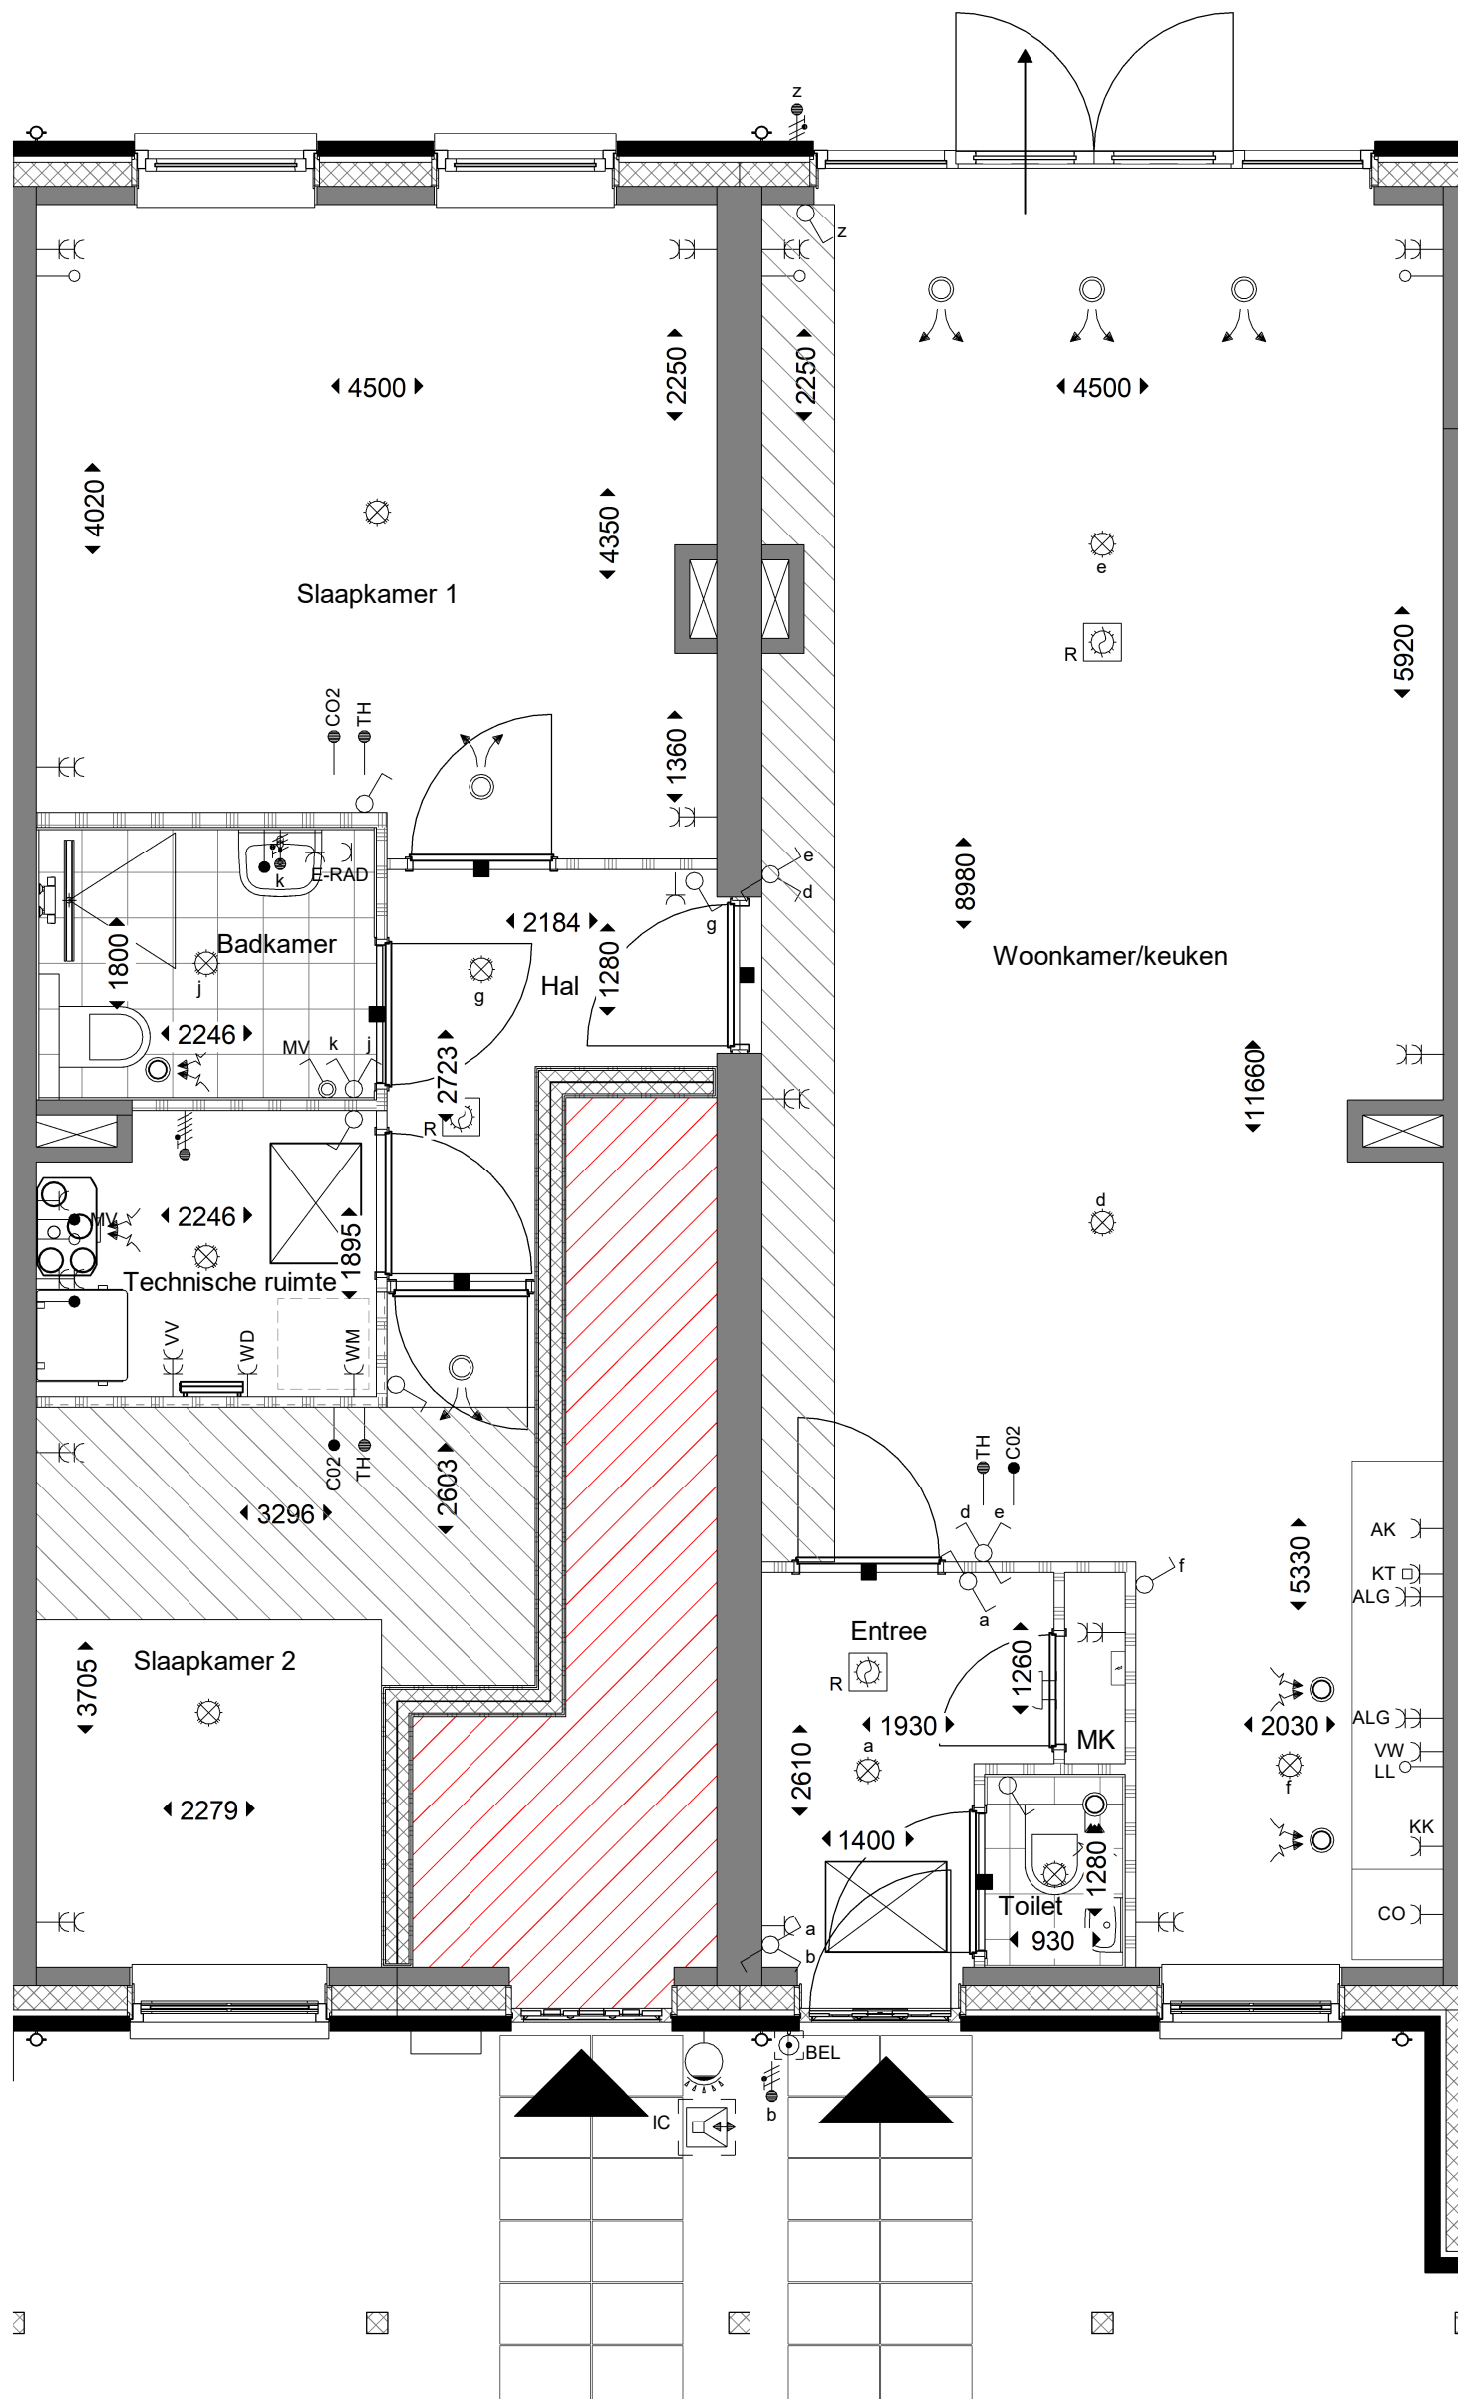 z
z
4500
2250
2250
4500
4020
4350
e
Slaapkamer 1
R
5920
CO2
TH
1360
e
d
k
E-RAD
8980
2184
g
Badkamer
1800
Hal
1280
Woonkamer/keuken
j
g
2246
MV
k
j
2723
R
11660
MV
2246
1895
d
Technische ruimte
VV
WD
WM
C02
TH
2603
TH
C02
3296
d
e
AK
5330
KT
ALG
f
a
Entree
Slaapkamer 2
3705
R
1260
1930
MK
ALG
2030
a
VW
LL
f
2610
2279
1400
KK
1280
Toilet
CO
a
930
b
BEL
IC
b